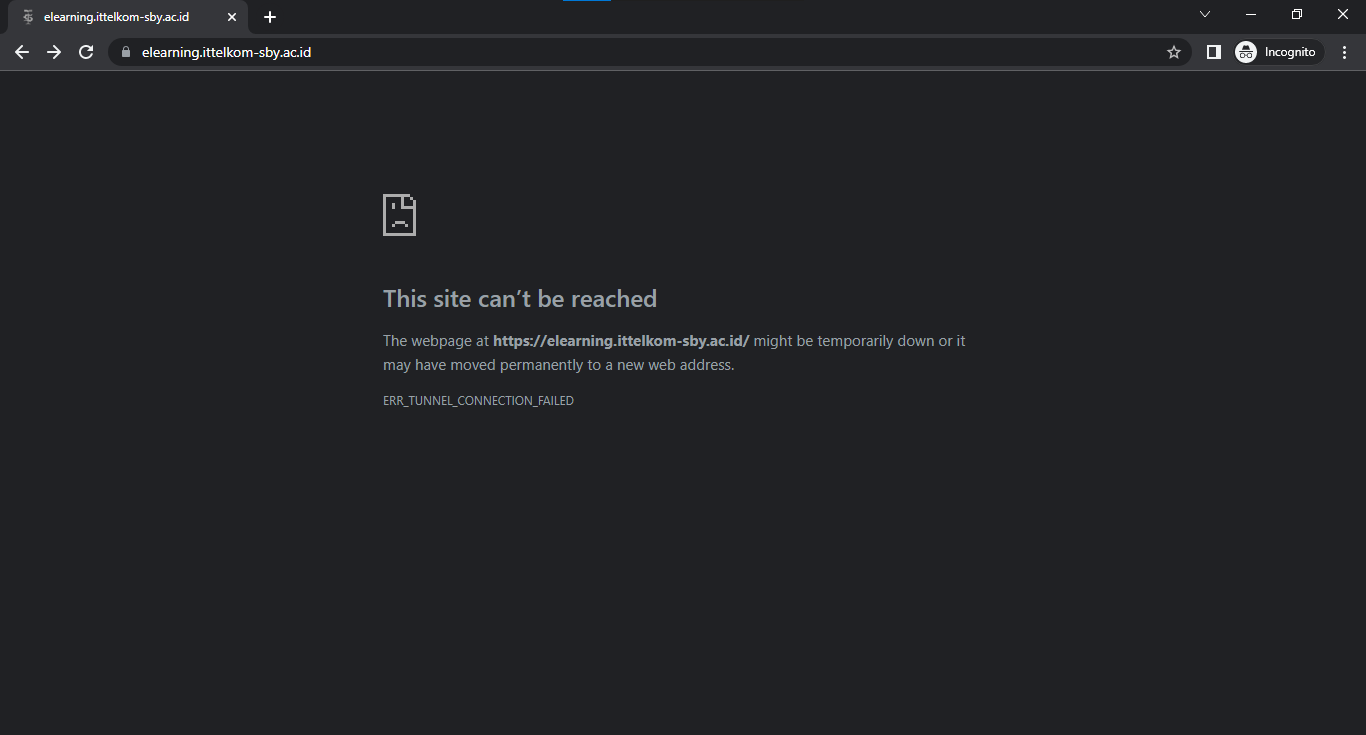 elearning.ittelkom-sby.ac.id
elearning.ittelkom-sby.ac.id
Incognito
This site can’t be reached
The webpage at https://elearning.ittelkom-sby.ac.id/ might be temporarily down or it
may have moved permanently to a new web address.
ERR_TUNNEL_CONNECTION_FAILED